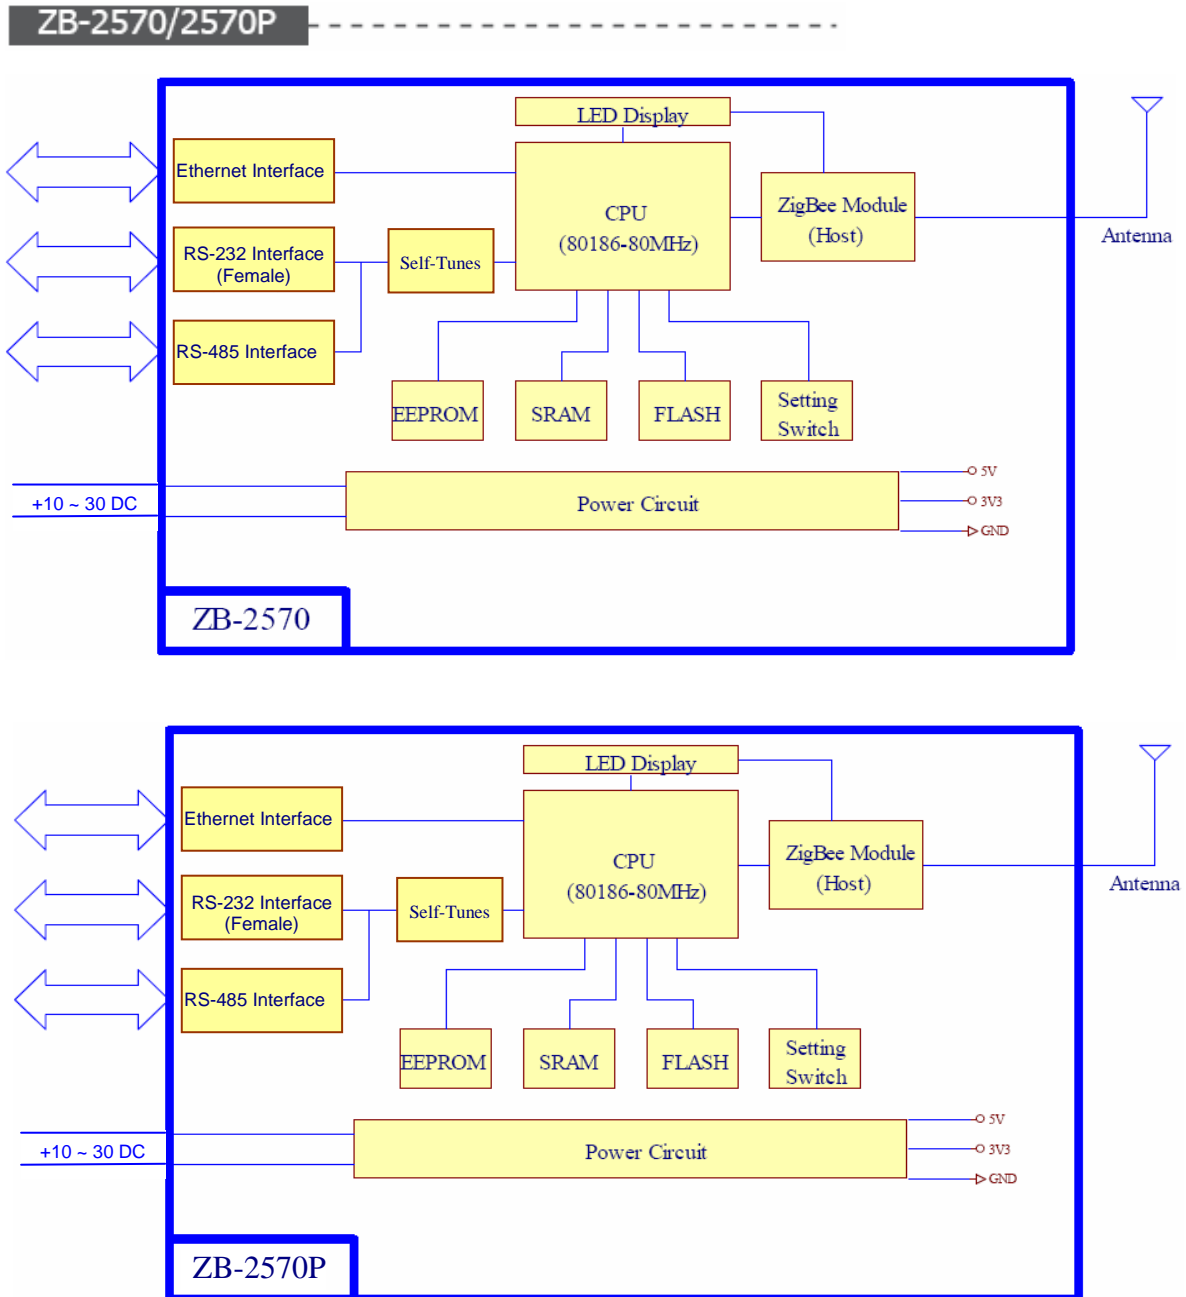 ZB-2570/2570P
LED Display
Ethernet Interface
CPU
(80186-80MHz)
ZigBee Module
(Host)
Antenna
RS-232 Interface
(Female)
Self-Tunes
RS-485 Interface
EEPROM
SRAM
FLASH
Setting
Switch
+10 ~ 30 DC
Power Circuit
5V
3V3
GND
ZB-2570
LED Display
Ethernet Interface
CPU
(80186-80MHz)
ZigBee Module
(Host)
Antenna
RS-232 Interface
(Female)
Self-Tunes
RS-485 Interface
EEPROM
SRAM
FLASH
Setting
Switch
+10 ~ 30 DC
Power Circuit
5V
3V3
GND
ZB-2570P